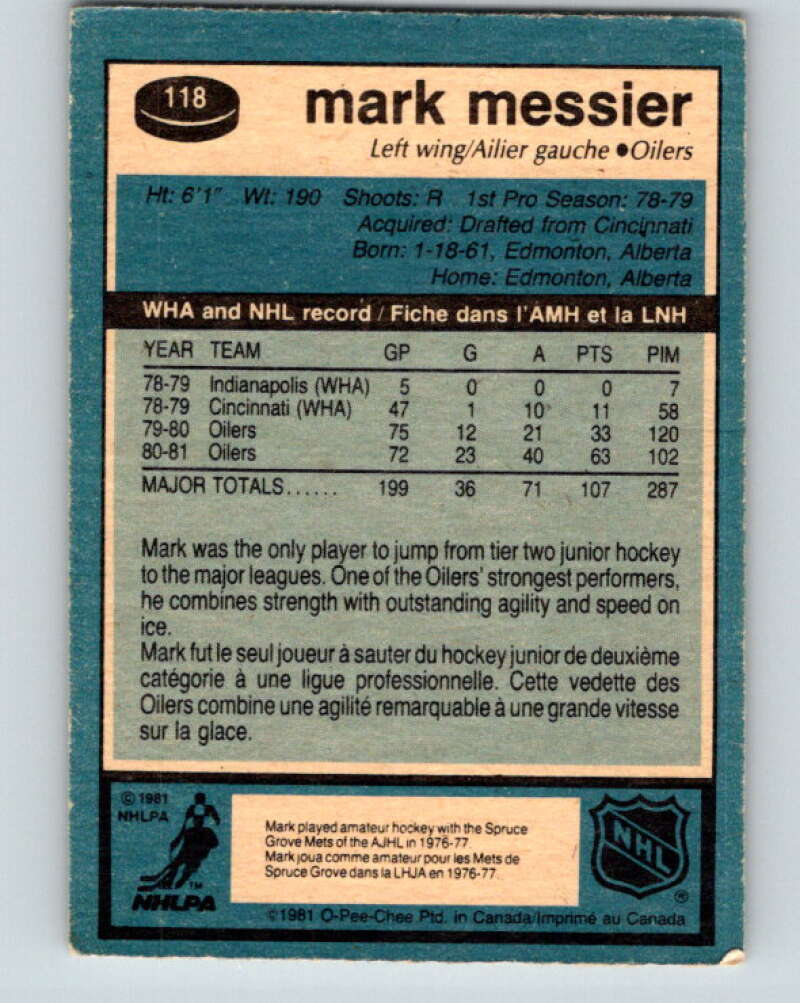 118
mark messier
Left wing/Ailier gauche ●Oilers
Ht: 6'1" Wt: 190 Shoots: R 1st Pro Season: 78-79
Acquired: Drafted from Cincinnati
Born: 1-18-61, Edmonton, Alberta
Home: Edmonton, Alberta
WHA and NHL record / Fiche dans l'AMH et la LNH
YEAR TEAM GP G A PTS PIM
78-79 Indianapolis (WHA) 5 0 0 0 7
78-79 Cincinnati (WHA) 47 1 10 11 58
79-80 Oilers 75 12 21 33 120
80-81 Oilers 72 23 40 63 102
MAJOR TOTALS...... 199 36 71 107 287
Mark was the only player to jump from tier two junior hockey
to the major leagues. One of the Oilers' strongest performers,
he combines strength with outstanding agility and speed on
ice.
Mark fut le seul joueur à sauter du hockey junior de deuxième
catégorie à une ligue professionnelle. Cette vedette des
Oilers combine une agilité remarquable à une grande vitesse
sur la glace.
© 1981
NHLPA
TM
NHLPA
Mark played amateur hockey with the Spruce
Grove Mets of the AJHL in 1976-77.
Mark joua comme amateur pour les Mets de
Spruce Grove dans la LHJA en 1976-77.
NHL
®
©1981 O-Pee-Chee Ptd. in Canada/Imprimé au Canada